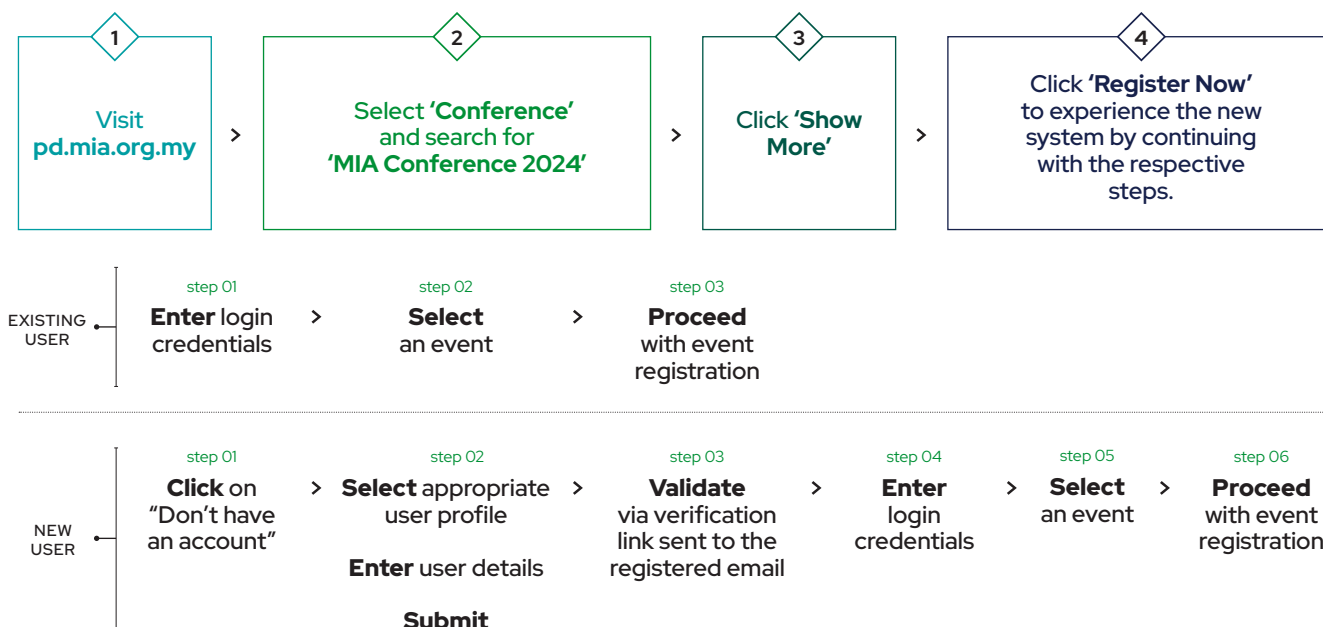 1
Visit
pd.mia.org.my
>
2
Select ‘Conference’
and search for
‘MIA Conference 2024’
>
3
Click ‘Show
More’
>
4
Click ‘Register Now’
to experience the new
system by continuing
with the respective
steps.
EXISTING
USER
step 01
Enter login
credentials
>
step 02
Select
an event
>
step 03
Proceed
with event
registration
NEW
USER
step 01
Click on
“Don’t have
an account”
>
step 02
Select appropriate
user profile
Enter user details
Submit
>
step 03
Validate
via verification
link sent to the
registered email
>
step 04
Enter
login
credentials
>
step 05
Select
an event
>
step 06
Proceed
with event
registration